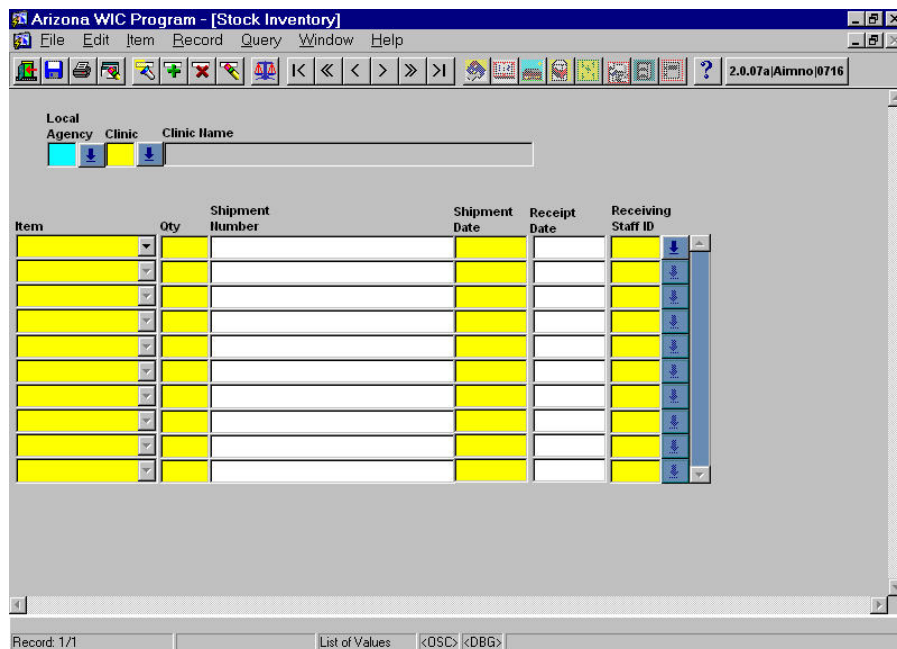 Arizona WIC Program - [Stock Inventory]
File Edit Item Record Query Window Help
2.0.07a|Aimno|0716
Local
Agency Clinic Clinic Name
Shipment Shipment Receipt Receiving
Item Qty Number Date Date Staff ID
Record: 1/1 List of Values <OSC> <DBG>